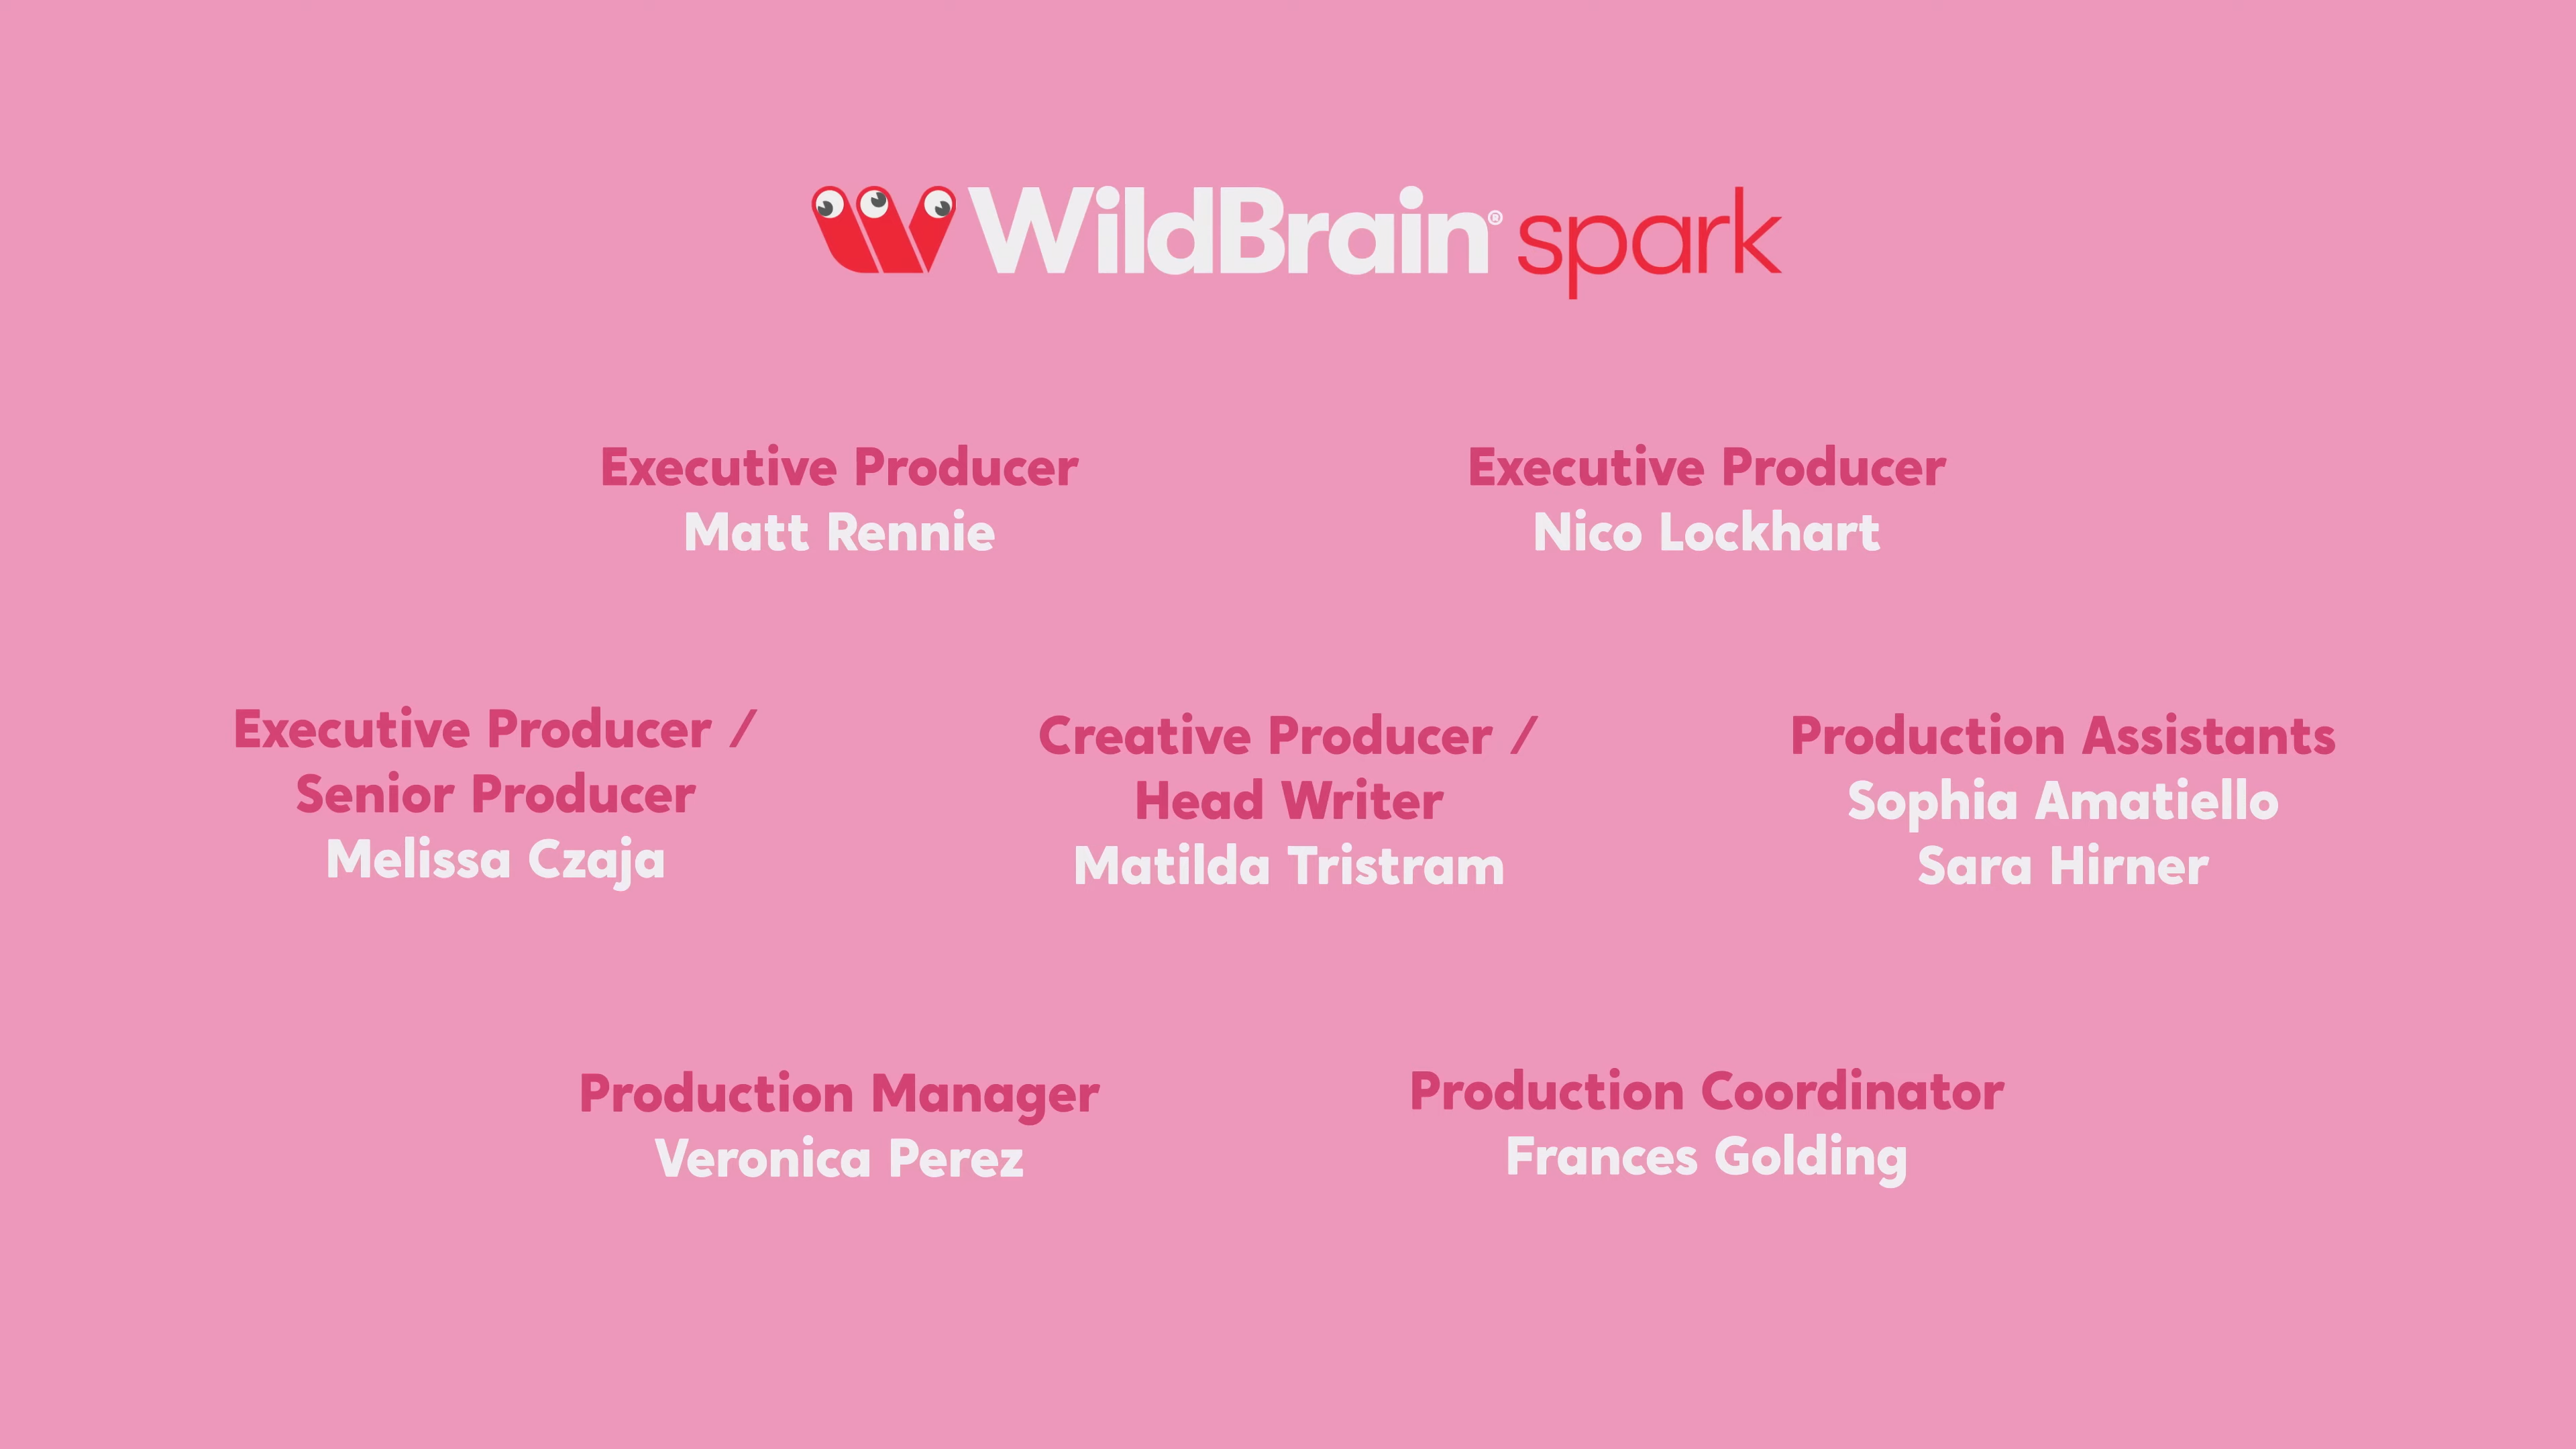 WildBrain® spark
Executive Producer
Matt Rennie
Executive Producer
Nico Lockhart
Executive Producer /
Senior Producer
Melissa Czaja
Creative Producer /
Head Writer
Matilda Tristram
Production Assistants
Sophia Amatiello
Sara Hirner
Production Manager
Veronica Perez
Production Coordinator
Frances Golding